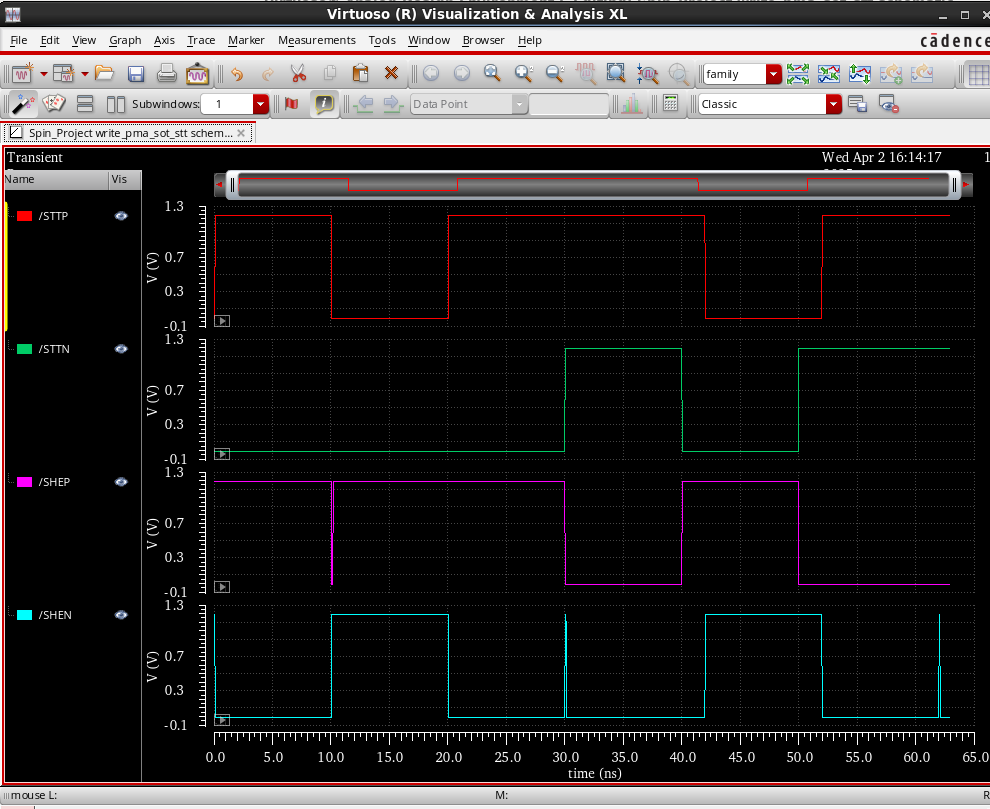 Virtuoso (R) Visualization & Analysis XL
File Edit View Graph Axis Trace Marker Measurements Tools Window Browser Help
cādence
family
Subwindows: 1
Data Point
Classic
Spin_Project write_pma_sot_stt schem...
Transient
Wed Apr 2 16:14:17
1
Name Vis
/STTP
V (V)
1.3
0.7
0.3
-0.1
/STTN
V (V)
1.3
0.7
0.3
-0.1
/SHEP
V (V)
1.3
0.7
0.3
-0.1
/SHEN
V (V)
1.3
0.7
0.3
-0.1
0.0 5.0 10.0 15.0 20.0 25.0 30.0 35.0 40.0 45.0 50.0 55.0 60.0 65.0
time (ns)
mouse L: M: R